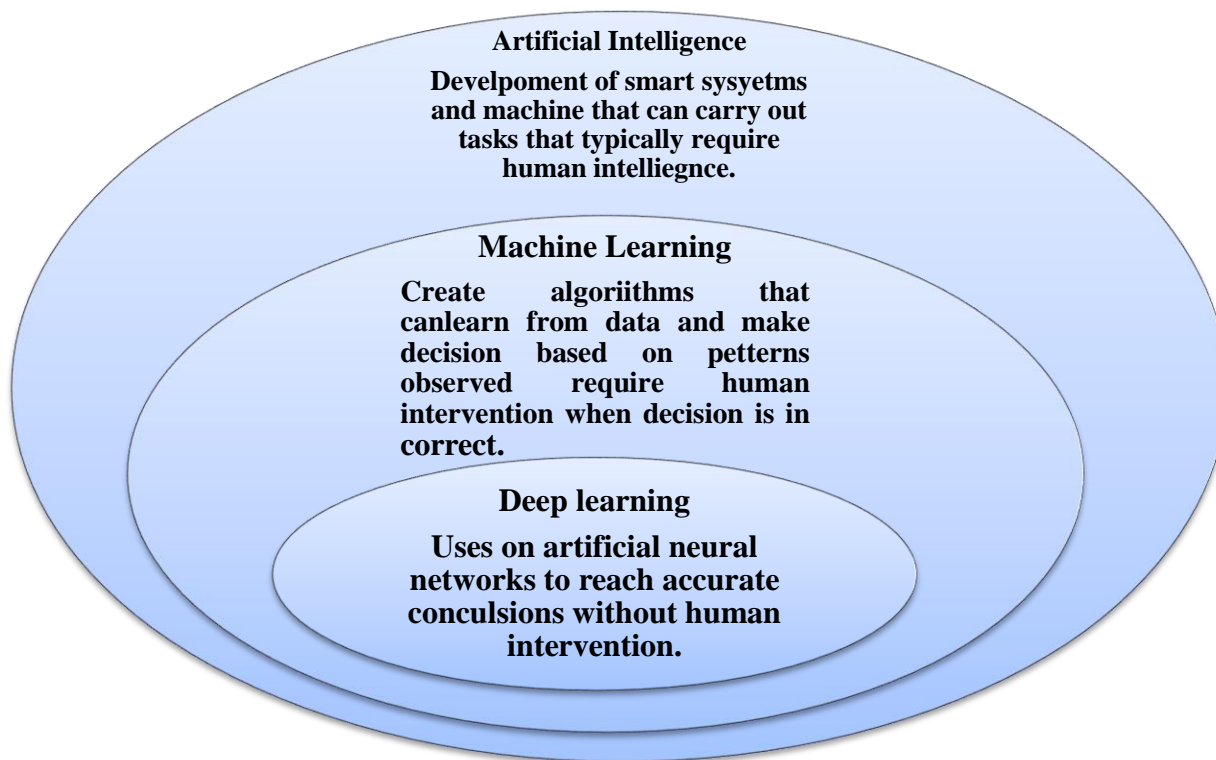 Artificial Intelligence
Develpoment of smart sysyetms
and machine that can carry out
tasks that typically require
human intelliegnce.
Machine Learning
Create algoriithms that
canlearn from data and make
decision based on petterns
observed require human
intervention when decision is in
correct.
Deep learning
Uses on artificial neural
networks to reach accurate
conculsions without human
intervention.